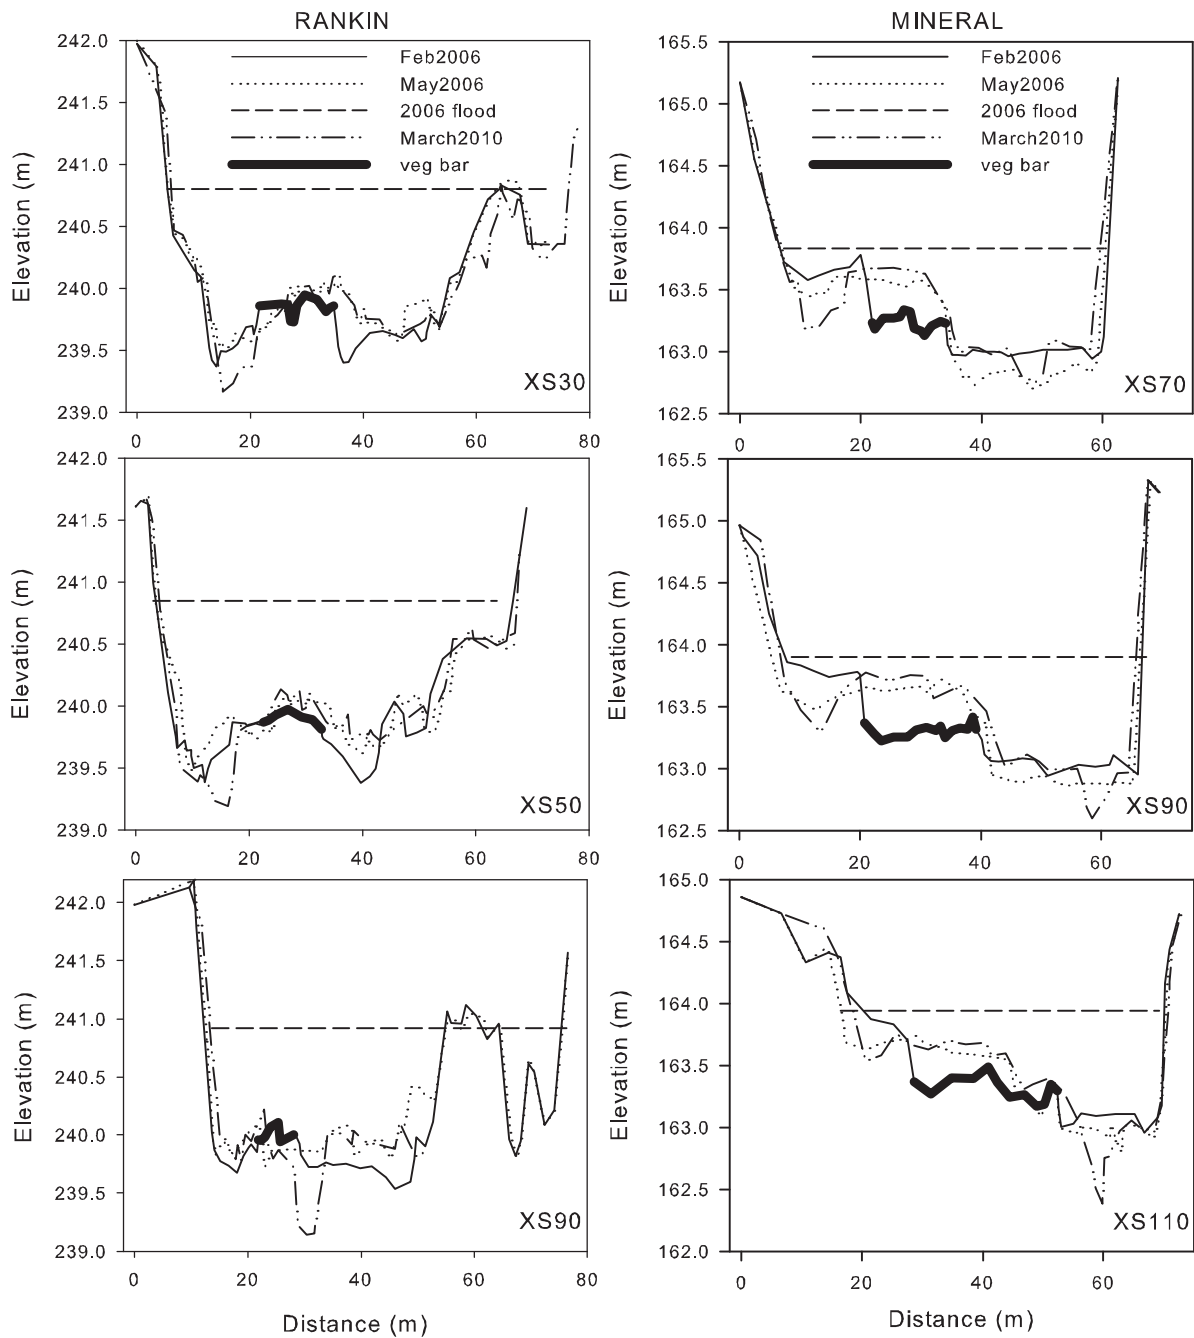 RANKIN
MINERAL
242.0
241.5
241.0
240.5
240.0
239.5
239.0
Elevation (m)
Feb2006
May2006
2006 flood
March2010
veg bar
XS30
0 20 40 60 80
165.5
165.0
164.5
164.0
163.5
163.0
162.5
Elevation (m)
Feb2006
May2006
2006 flood
March2010
veg bar
XS70
0 20 40 60
242.0
241.5
241.0
240.5
240.0
239.5
239.0
Elevation (m)
XS50
0 20 40 60 80
165.5
165.0
164.5
164.0
163.5
163.0
162.5
Elevation (m)
XS90
0 20 40 60
242.0
241.5
241.0
240.5
240.0
239.5
239.0
Elevation (m)
XS90
0 20 40 60 80
Distance (m)
165.0
164.5
164.0
163.5
163.0
162.5
162.0
Elevation (m)
XS110
0 20 40 60
Distance (m)